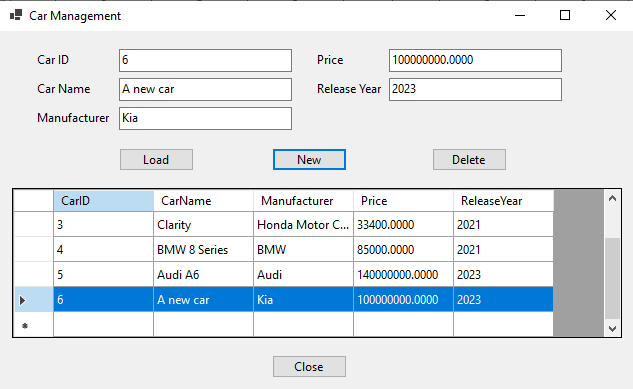 Car Management
Car ID 6 Price 100000000.0000
Car Name A new car Release Year 2023
Manufacturer Kia
Load New Delete
CarID CarName Manufacturer Price ReleaseYear
3 Clarity Honda Motor C... 33400.0000 2021
4 BMW 8 Series BMW 85000.0000 2021
5 Audi A6 Audi 140000000.0000 2023
6 A new car Kia 100000000.0000 2023
Close